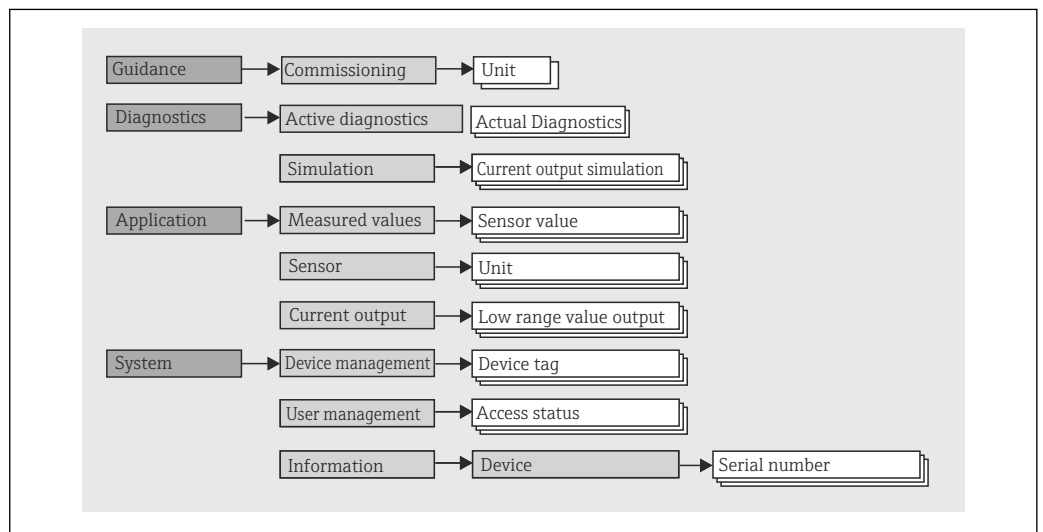 Guidance Commissioning Unit
Diagnostics Active diagnostics Actual Diagnostics
Simulation Current output simulation
Application Measured values Sensor value
Sensor Unit
Current output Low range value output
System Device management Device tag
User management Access status
Information Device Serial number